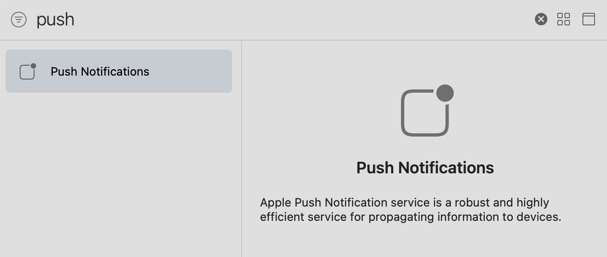 push
Push Notifications
Push Notifications
Apple Push Notification service is a robust and highly
efficient service for propagating information to devices.